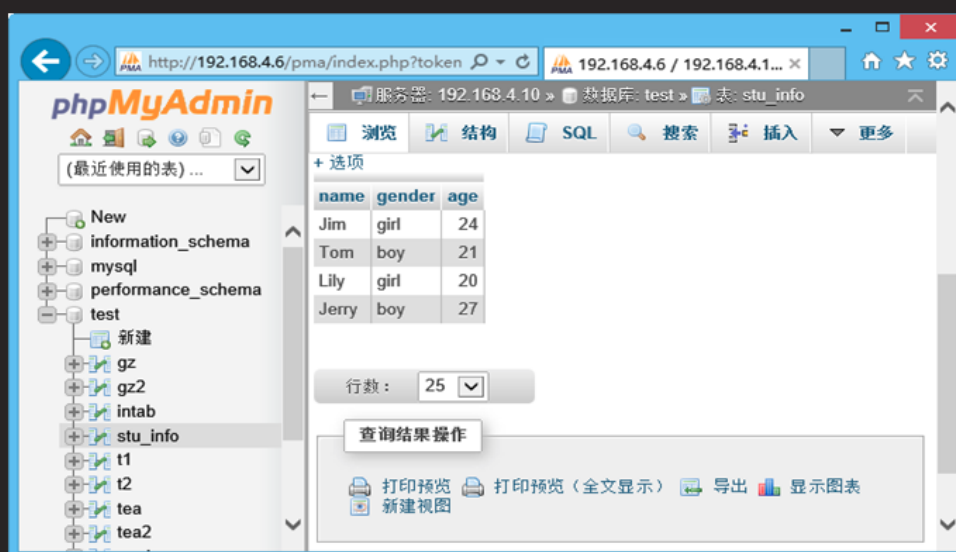 http://192.168.4.6/pma/index.php?token
192.168.4.6 / 192.168.4.1...
phpMyAdmin
(最近使用的表) ...
New
information_schema
mysql
performance_schema
test
新建
gz
gz2
intab
stu_info
t1
t2
tea
tea2
服务器: 192.168.4.10 » 数据库: test » 表: stu_info
浏览 结构 SQL 搜索 插入 更多
+ 选项
name gender age
Jim girl 24
Tom boy 21
Lily girl 20
Jerry boy 27
行数: 25
查询结果操作
打印预览 打印预览（全文显示） 导出 显示图表
新建视图